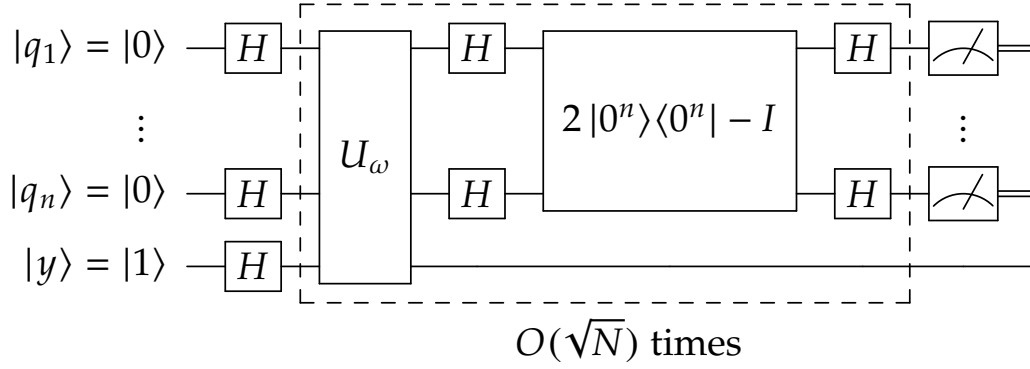 |q₁⟩ = |0⟩ H H H
⋮ U_ω 2 |0ⁿ⟩⟨0ⁿ| − I ⋮
|qₙ⟩ = |0⟩ H H H
|y⟩ = |1⟩ H
O(√N) times